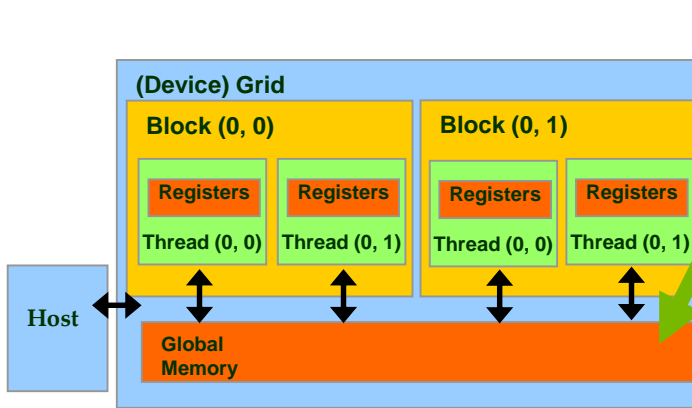 (Device) Grid
Block (0, 0)
Block (0, 1)
Registers
Registers
Registers
Registers
Thread (0, 0)
Thread (0, 1)
Thread (0, 0)
Thread (0, 1)
Host
Global
Memory